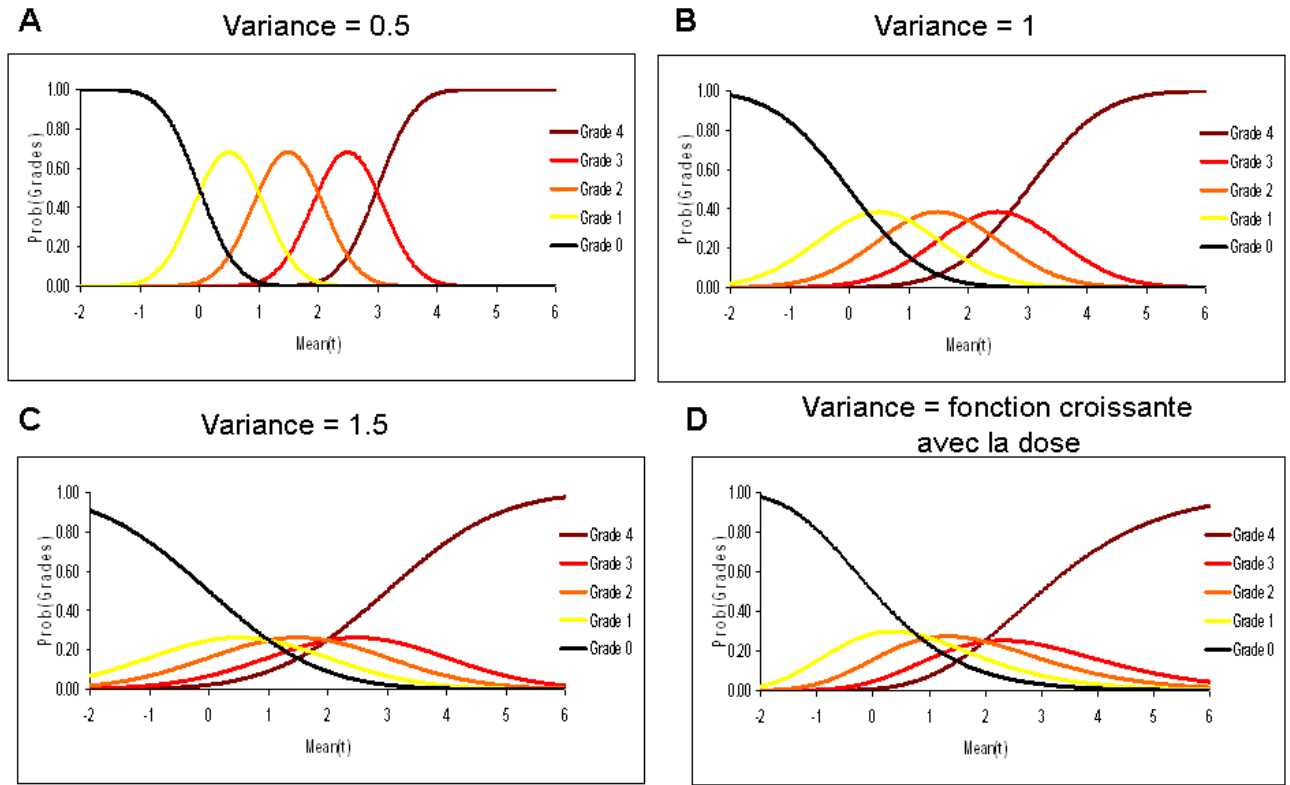 A
Variance = 0.5
Prob(Grades)
1.00
0.80
0.60
0.40
0.20
0.00
-2 -1 0 1 2 3 4 5 6
Mean(t)
Grade 4
Grade 3
Grade 2
Grade 1
Grade 0
B
Variance = 1
Prob(Grades)
1.00
0.80
0.60
0.40
0.20
0.00
-2 -1 0 1 2 3 4 5 6
Mean(t)
Grade 4
Grade 3
Grade 2
Grade 1
Grade 0
C
Variance = 1.5
Prob(Grades)
1.00
0.80
0.60
0.40
0.20
0.00
-2 -1 0 1 2 3 4 5 6
Mean(t)
Grade 4
Grade 3
Grade 2
Grade 1
Grade 0
D
Variance = fonction croissante
avec la dose
Prob(Grades)
1.00
0.80
0.60
0.40
0.20
0.00
-2 -1 0 1 2 3 4 5 6
Mean(t)
Grade 4
Grade 3
Grade 2
Grade 1
Grade 0